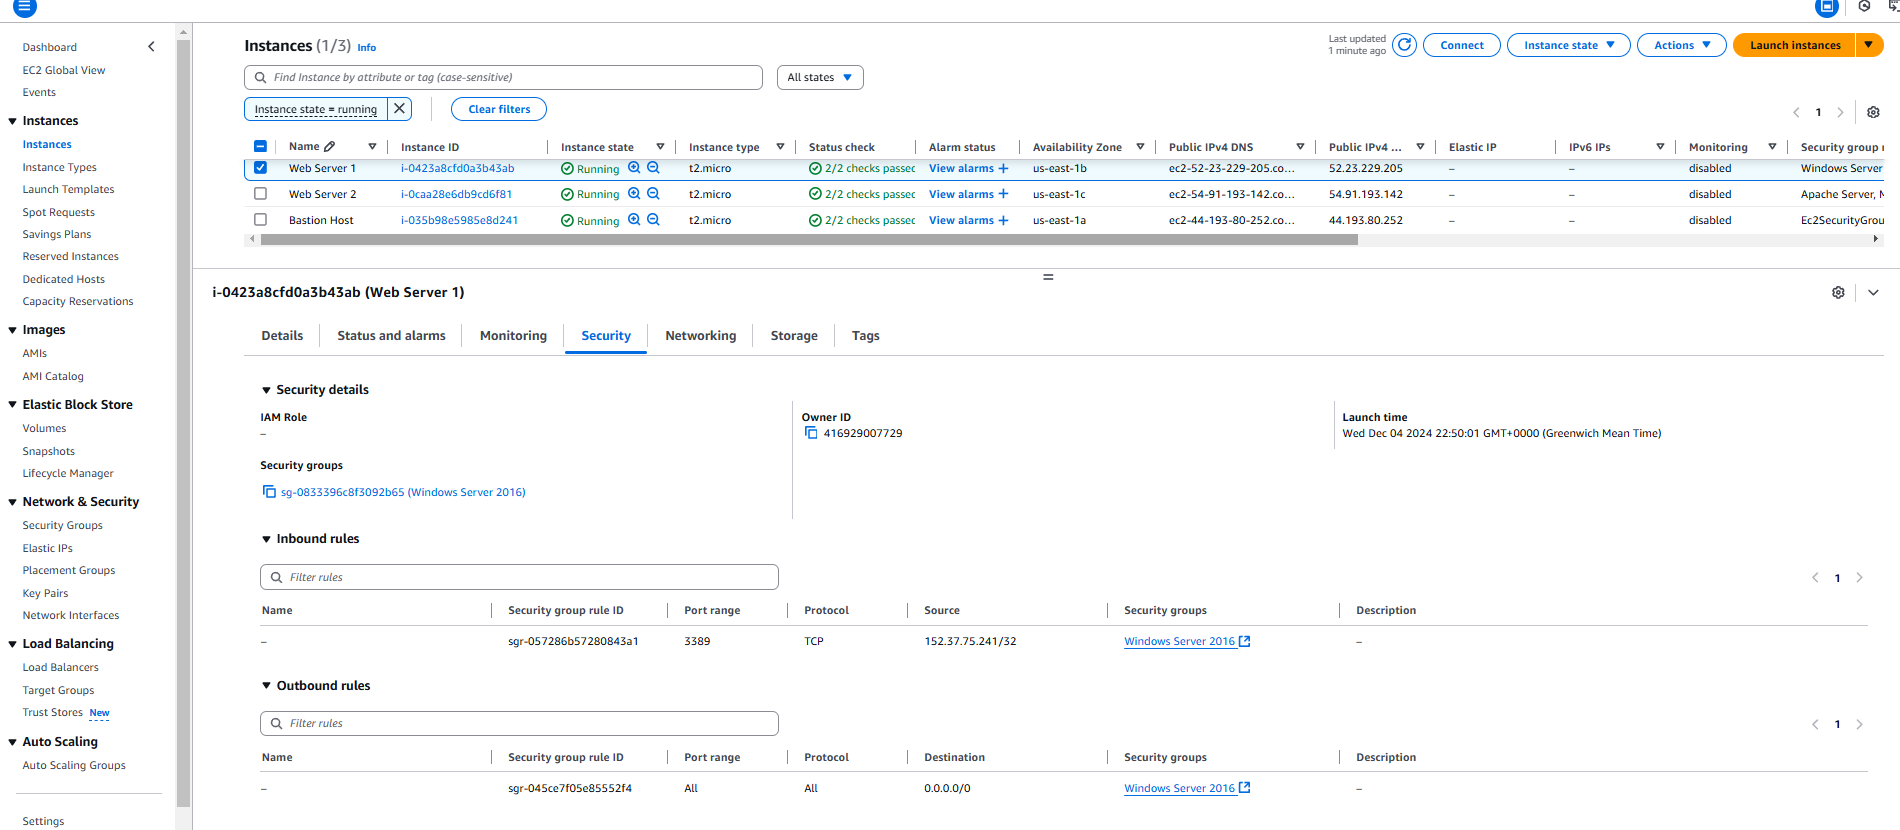 Dashboard
EC2 Global View
Events
Instances
Instances
Instance Types
Launch Templates
Spot Requests
Savings Plans
Reserved Instances
Dedicated Hosts
Capacity Reservations
Images
AMIs
AMI Catalog
Elastic Block Store
Volumes
Snapshots
Lifecycle Manager
Network & Security
Security Groups
Elastic IPs
Placement Groups
Key Pairs
Network Interfaces
Load Balancing
Load Balancers
Target Groups
Trust Stores New
Auto Scaling
Auto Scaling Groups
Settings
Instances (1/3) Info
Last updated
1 minute ago
Connect Instance state Actions Launch instances
Find Instance by attribute or tag (case-sensitive) All states
Instance state = running Clear filters
1
Name Instance ID Instance state Instance type Status check Alarm status Availability Zone Public IPv4 DNS Public IPv4 ... Elastic IP IPv6 IPs Monitoring Security group
Web Server 1 i-0423a8cfd0a3b43ab Running t2.micro 2/2 checks passed View alarms + us-east-1b ec2-52-23-229-205.co... 52.23.229.205 – – disabled Windows Server
Web Server 2 i-0caa28e6db9cd6f81 Running t2.micro 2/2 checks passed View alarms + us-east-1c ec2-54-91-193-142.co... 54.91.193.142 – – disabled Apache Server,
Bastion Host i-035b98e5985e8d241 Running t2.micro 2/2 checks passed View alarms + us-east-1a ec2-44-193-80-252.co... 44.193.80.252 – – disabled Ec2SecurityGrou
i-0423a8cfd0a3b43ab (Web Server 1)
Details Status and alarms Monitoring Security Networking Storage Tags
Security details
IAM Role
–
Owner ID
416929007729
Launch time
Wed Dec 04 2024 22:50:01 GMT+0000 (Greenwich Mean Time)
Security groups
sg-0833396c8f3092b65 (Windows Server 2016)
Inbound rules
Filter rules
1
Name Security group rule ID Port range Protocol Source Security groups Description
– sgr-057286b57280843a1 3389 TCP 152.37.75.241/32 Windows Server 2016 –
Outbound rules
Filter rules
1
Name Security group rule ID Port range Protocol Destination Security groups Description
– sgr-045ce7f05e85552f4 All All 0.0.0.0/0 Windows Server 2016 –